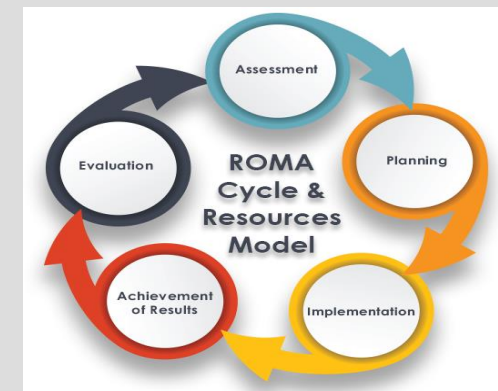 Assessment
Planning
Implementation
Achievement
of Results
Evaluation
ROMA
Cycle &
Resources
Model